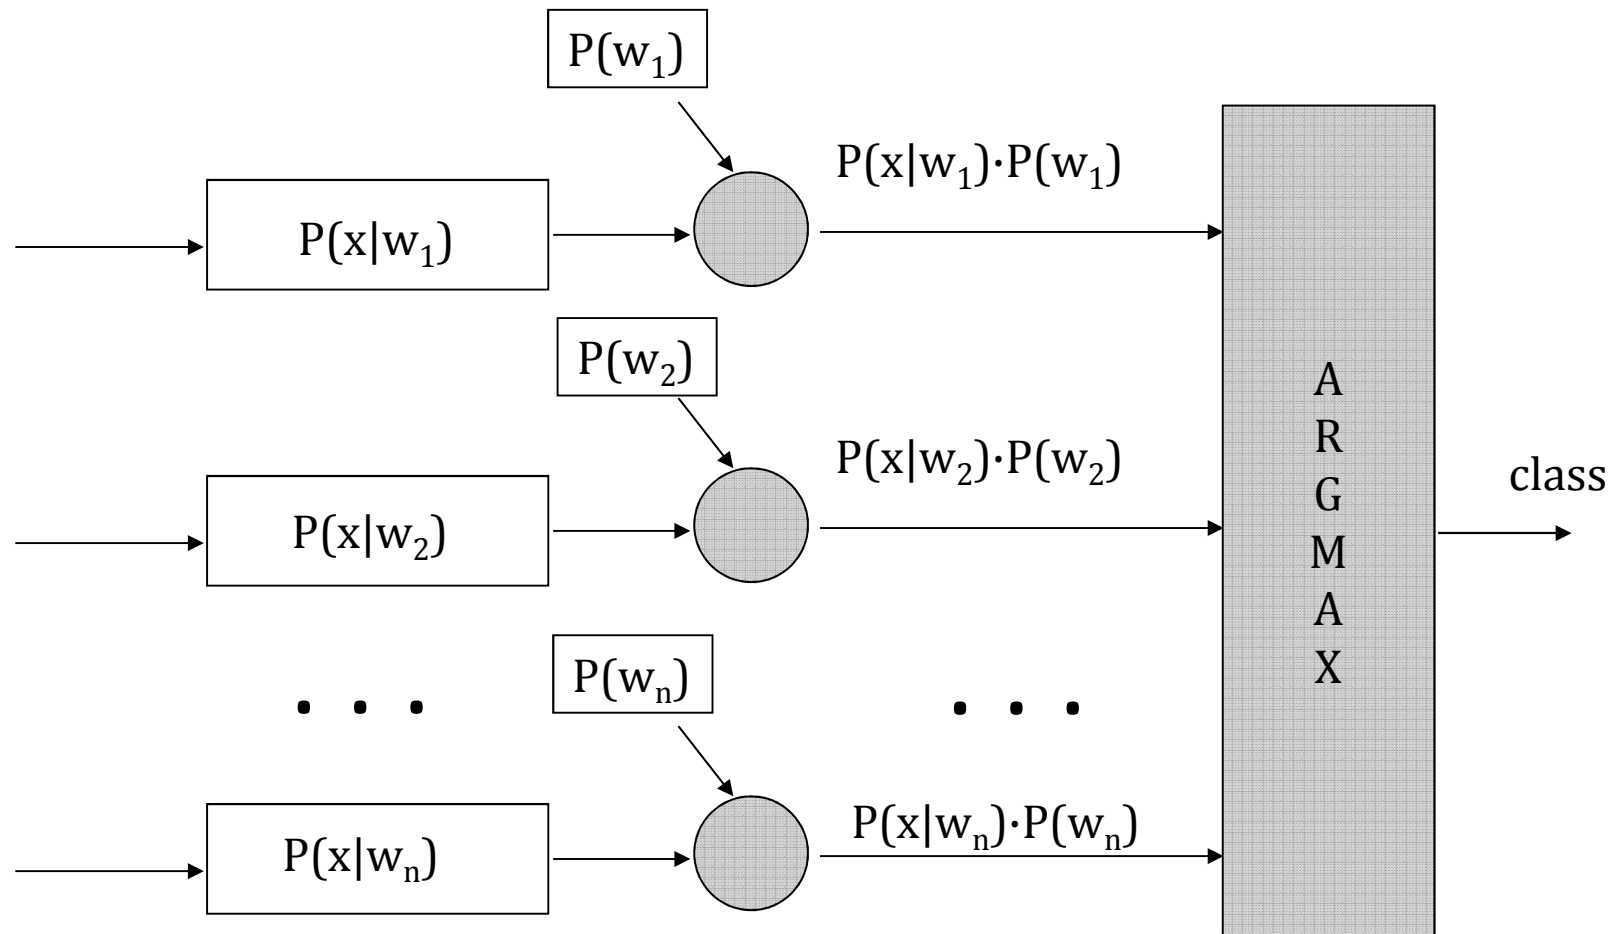 P(w₁)
P(x|w₁)·P(w₁)
P(x|w₁)
P(w₂)
P(x|w₂)·P(w₂)
P(x|w₂)
P(wₙ)
. . .
. . .
P(x|wₙ)·P(wₙ)
P(x|wₙ)
A
R
G
M
A
X
class